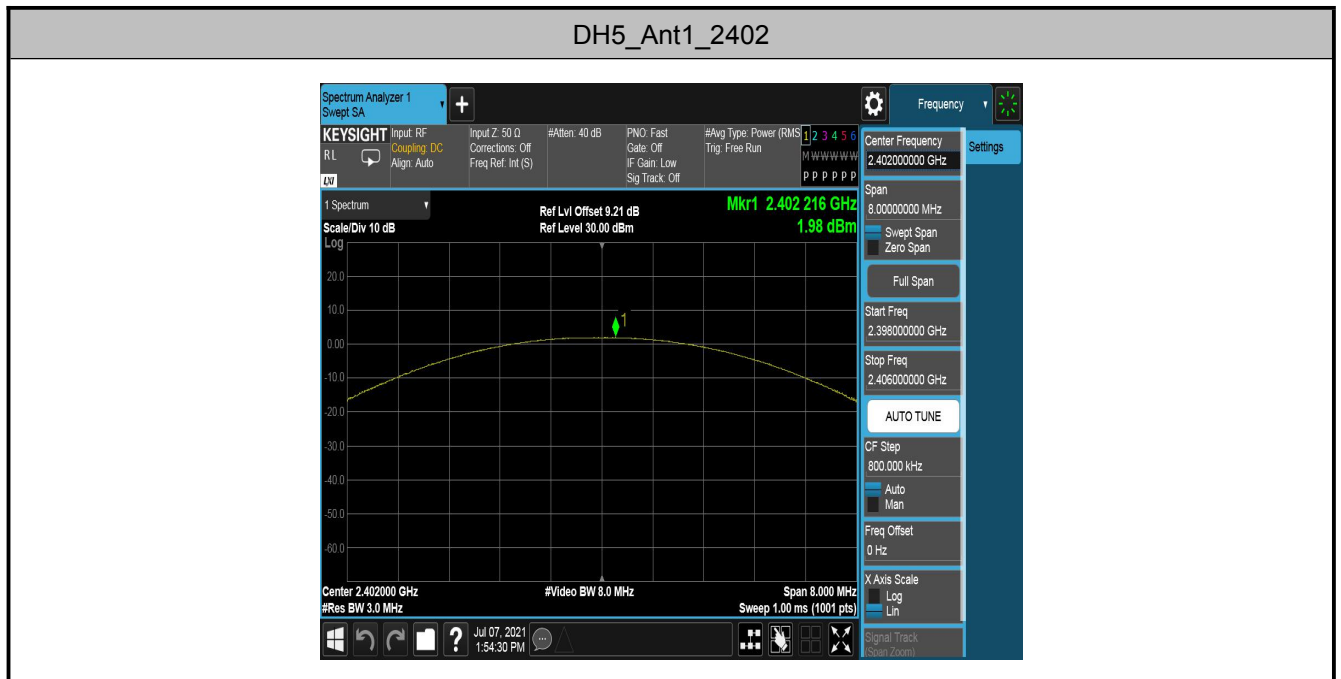 DH5_Ant1_2402
Spectrum Analyzer 1
Swept SA
Frequency
KEYSIGHT
RL
LXI
Input: RF
Coupling: DC
Align: Auto
Input Z: 50 Ω
Corrections: Off
Freq Ref: Int (S)
#Atten: 40 dB
PNO: Fast
Gate: Off
IF Gain: Low
Sig Track: Off
#Avg Type: Power (RMS
Trig: Free Run
1 2 3 4 5 6
M W W W W W
P P P P P P
1 Spectrum
Scale/Div 10 dB
Ref Lvl Offset 9.21 dB
Ref Level 30.00 dBm
Mkr1 2.402 216 GHz
1.98 dBm
Log
20.0
10.0
0.00
-10.0
-20.0
-30.0
-40.0
-50.0
-60.0
1
Center 2.402000 GHz
#Res BW 3.0 MHz
#Video BW 8.0 MHz
Span 8.000 MHz
Sweep 1.00 ms (1001 pts)
Center Frequency
2.402000000 GHz
Settings
Span
8.00000000 MHz
Swept Span
Zero Span
Full Span
Start Freq
2.398000000 GHz
Stop Freq
2.406000000 GHz
AUTO TUNE
CF Step
800.000 kHz
Auto
Man
Freq Offset
0 Hz
X Axis Scale
Log
Lin
Signal Track
(Span Zoom)
?
Jul 07, 2021
1:54:30 PM